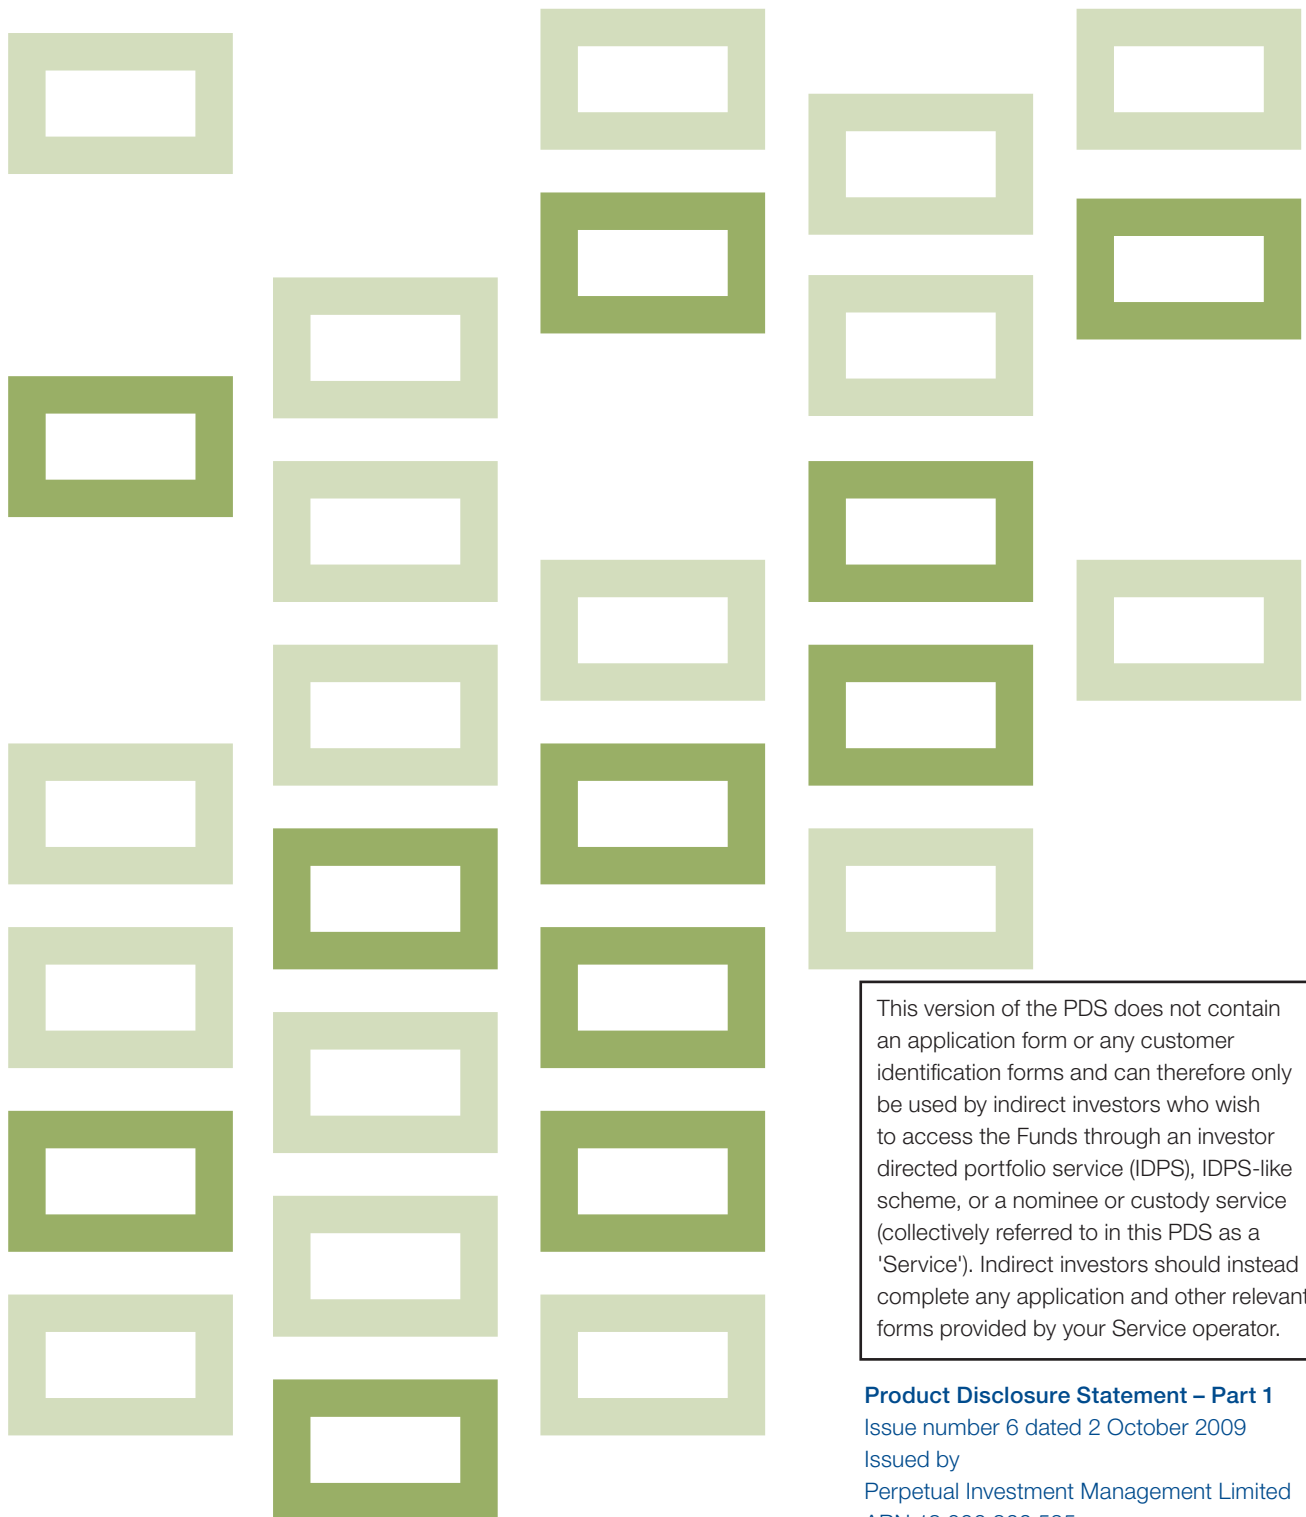 This version of the PDS does not contain
an application form or any customer
identification forms and can therefore only
be used by indirect investors who wish
to access the Funds through an investor
directed portfolio service (IDPS), IDPS-like
scheme, or a nominee or custody service
(collectively referred to in this PDS as a
'Service'). Indirect investors should instead
complete any application and other relevant
forms provided by your Service operator.
Product Disclosure Statement – Part 1
Issue number 6 dated 2 October 2009
Issued by
Perpetual Investment Management Limited